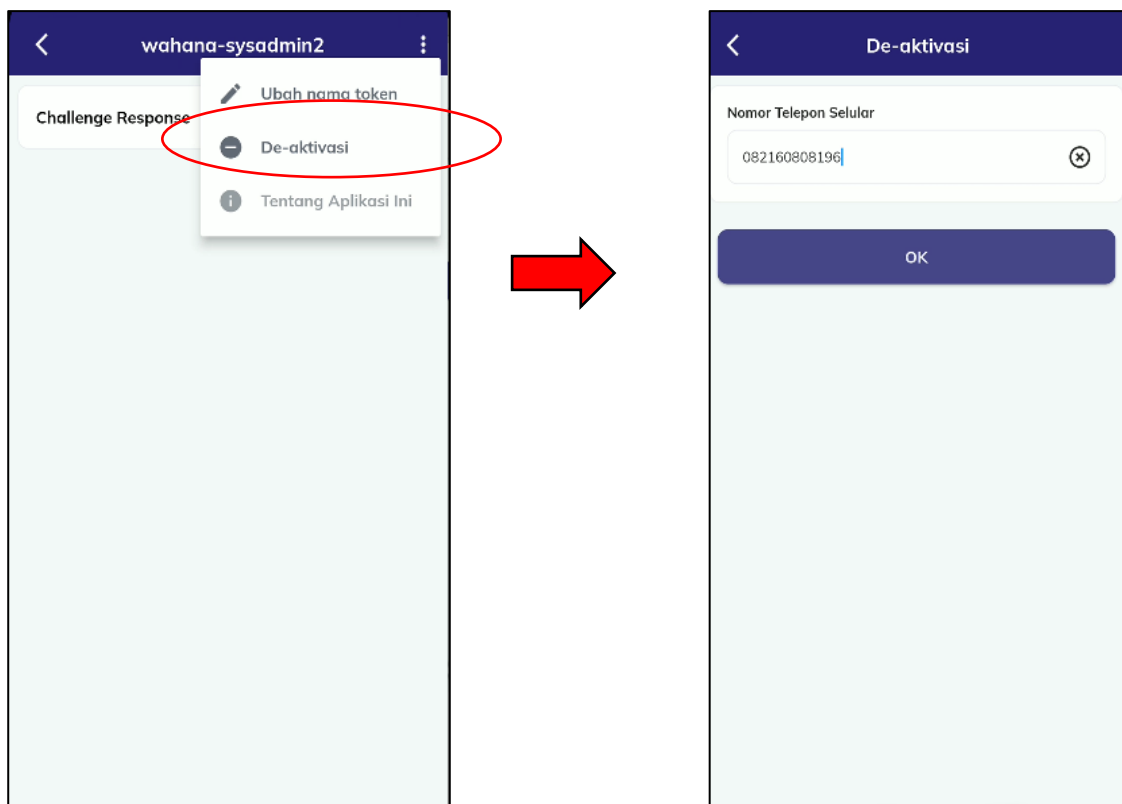 wahana-sysadmin2
Ubah nama token
Challenge Response
De-aktivasi
Tentang Aplikasi Ini
De-aktivasi
Nomor Telepon Selular
082160808196
OK